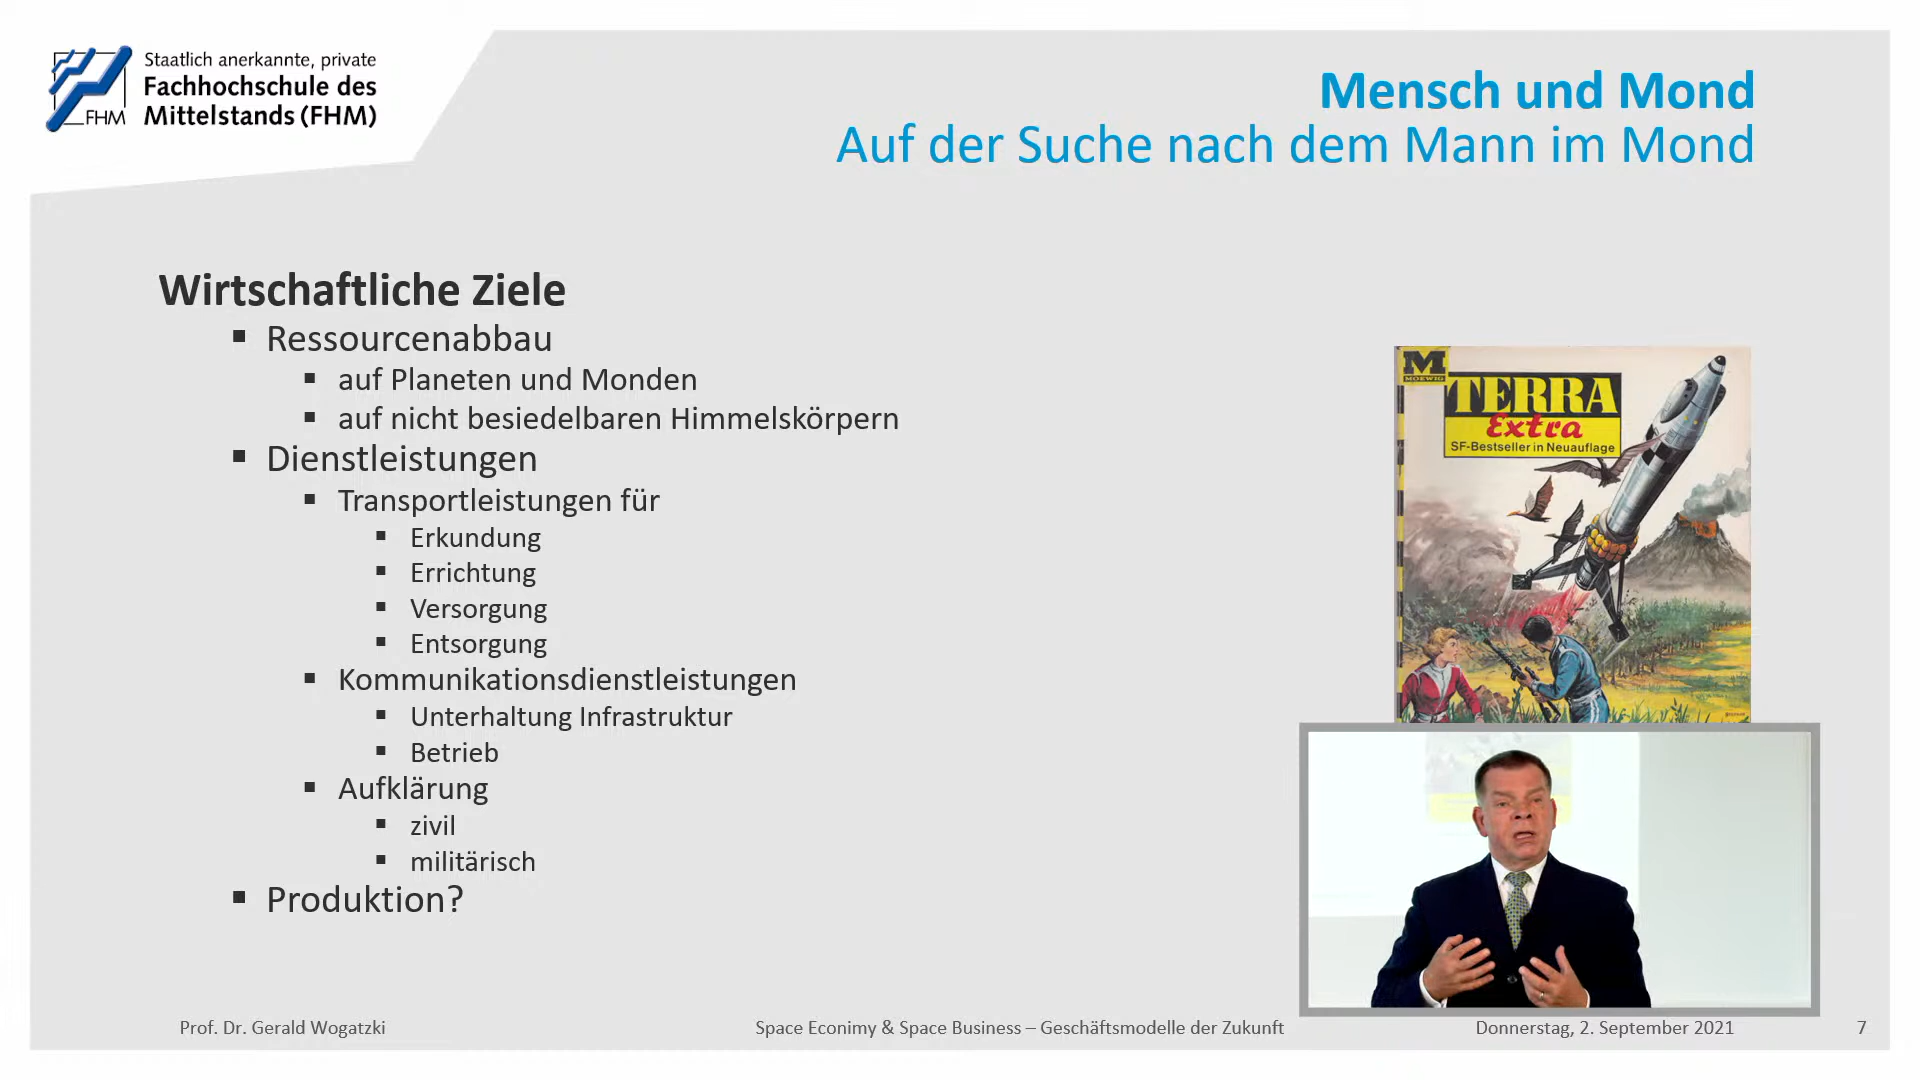 Staatlich anerkannte, private
Fachhochschule des
Mittelstands (FHM)
FHM
Mensch und Mond
Auf der Suche nach dem Mann im Mond
Wirtschaftliche Ziele
▪ Ressourcenabbau
▪ auf Planeten und Monden
▪ auf nicht besiedelbaren Himmelskörpern
▪ Dienstleistungen
▪ Transportleistungen für
▪ Erkundung
▪ Errichtung
▪ Versorgung
▪ Entsorgung
▪ Kommunikationsdienstleistungen
▪ Unterhaltung Infrastruktur
▪ Betrieb
▪ Aufklärung
▪ zivil
▪ militärisch
▪ Produktion?
M
MOEWIG
TERRA
Extra
SF-Bestseller in Neuauflage
Prof. Dr. Gerald Wogatzki
Space Econimy & Space Business – Geschäftsmodelle der Zukunft
Donnerstag, 2. September 2021
7